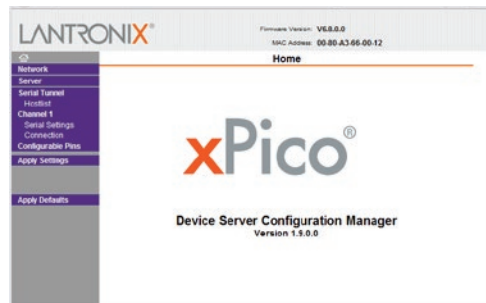 LANTRONIX®
Firmware Version: V6.8.0.0
MAC Address: 00-80-A3-66-00-12
Home
Network
Server
Serial Tunnel
Hostlist
Channel 1
Serial Settings
Connection
Configurable Pins
Apply Settings
Apply Defaults
xPico®
Device Server Configuration Manager
Version 1.9.0.0